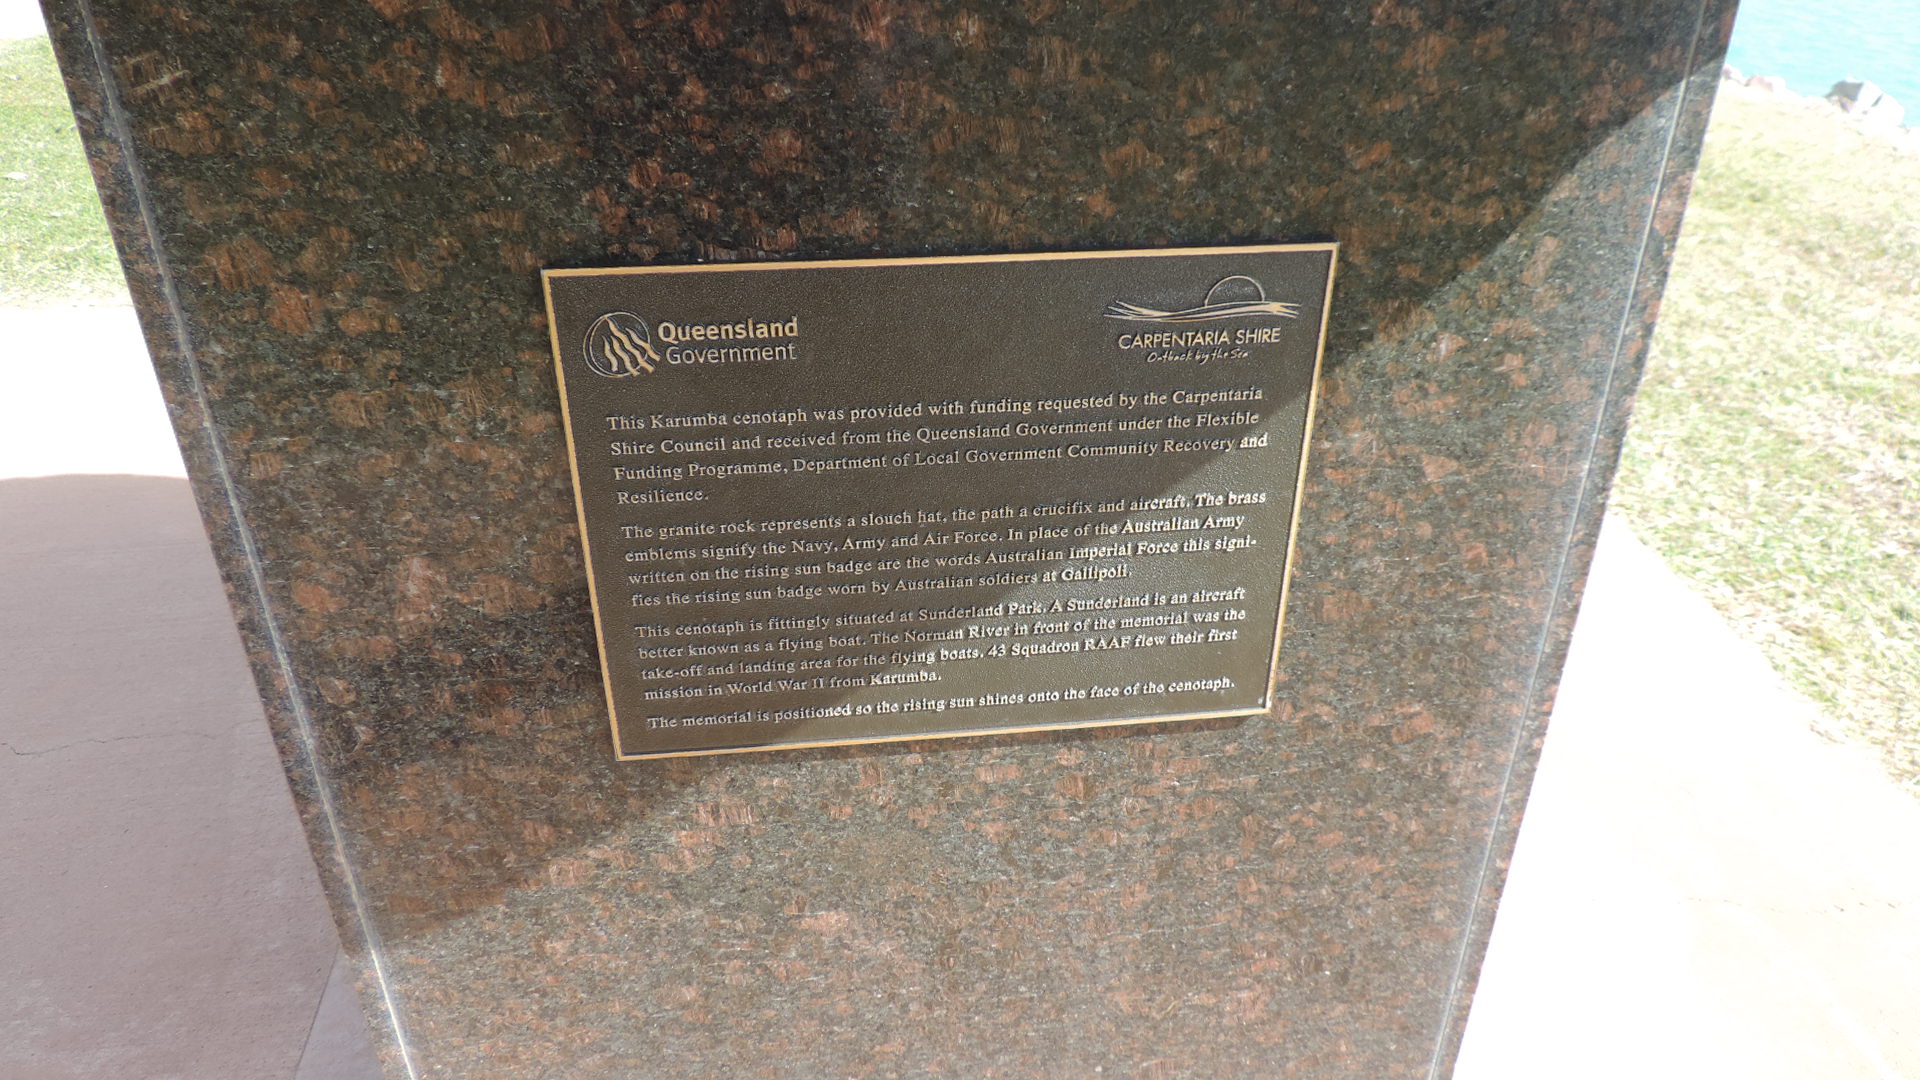 Queensland
Government
CARPENTARIA SHIRE
Outback by the Sea
This Karumba cenotaph was provided with funding requested by the Carpentaria
Shire Council and received from the Queensland Government under the Flexible
Funding Programme, Department of Local Government Community Recovery and
Resilience.
The granite rock represents a slouch hat, the path a crucifix and aircraft. The brass
emblems signify the Navy, Army and Air Force. In place of the Australian Army
written on the rising sun badge are the words Australian Imperial Force this signi-
fies the rising sun badge worn by Australian soldiers at Gallipoli.
This cenotaph is fittingly situated at Sunderland Park. A Sunderland is an aircraft
better known as a flying boat. The Norman River in front of the memorial was the
take-off and landing area for the flying boats. 43 Squadron RAAF flew their first
mission in World War II from Karumba.
The memorial is positioned so the rising sun shines onto the face of the cenotaph.